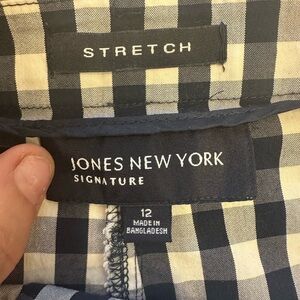 STRETCH
JONES NEW YORK
SIGNATURE
12
MADE IN
BANGLADESH